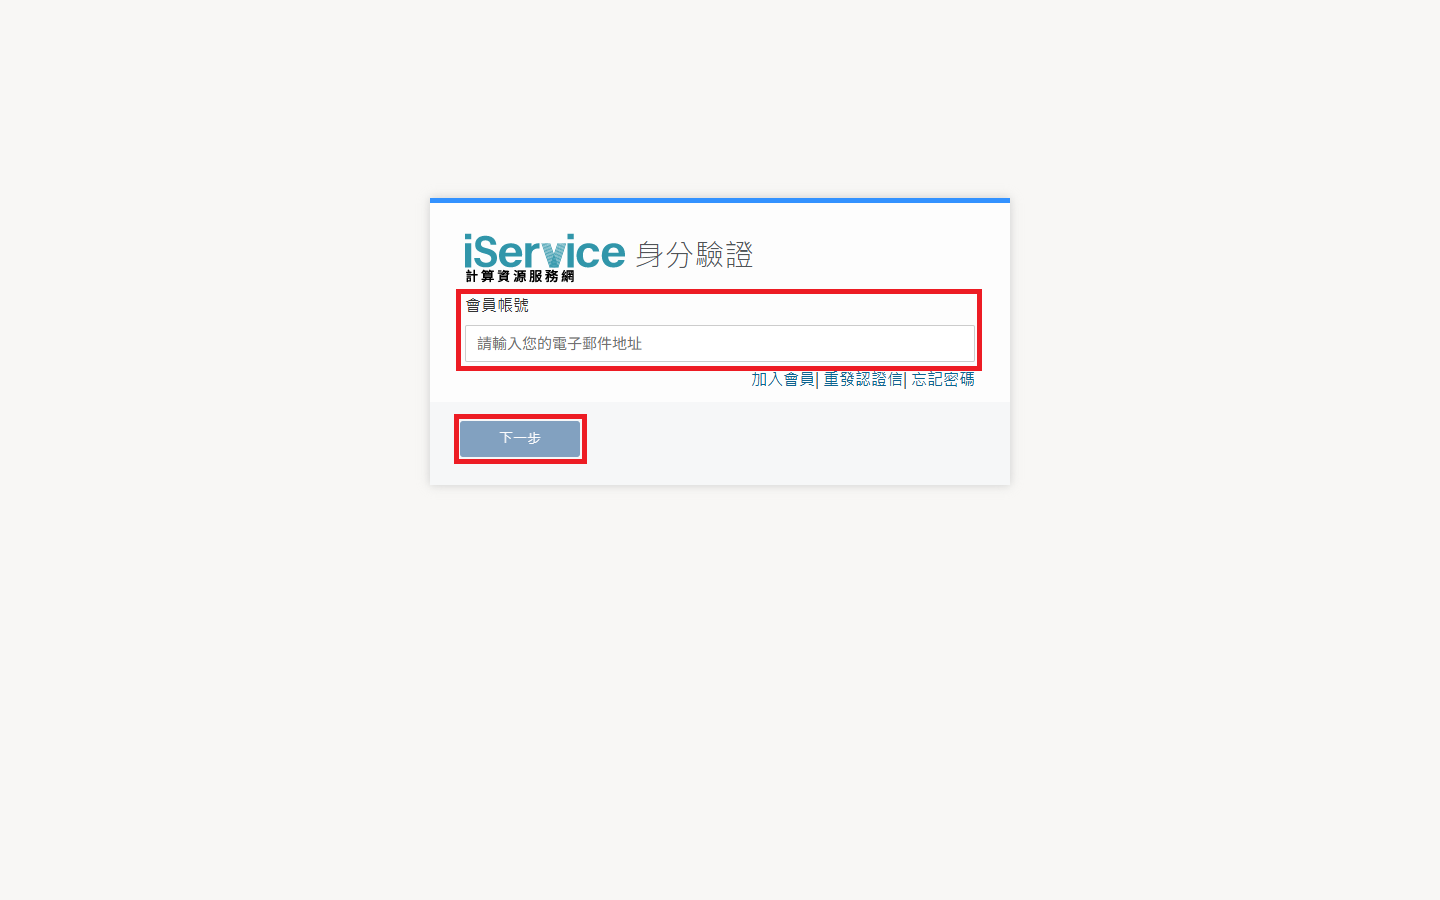 iService 身分驗證
計算資源服務網
會員帳號
請輸入您的電子郵件地址
加入會員| 重發認證信| 忘記密碼
下一步